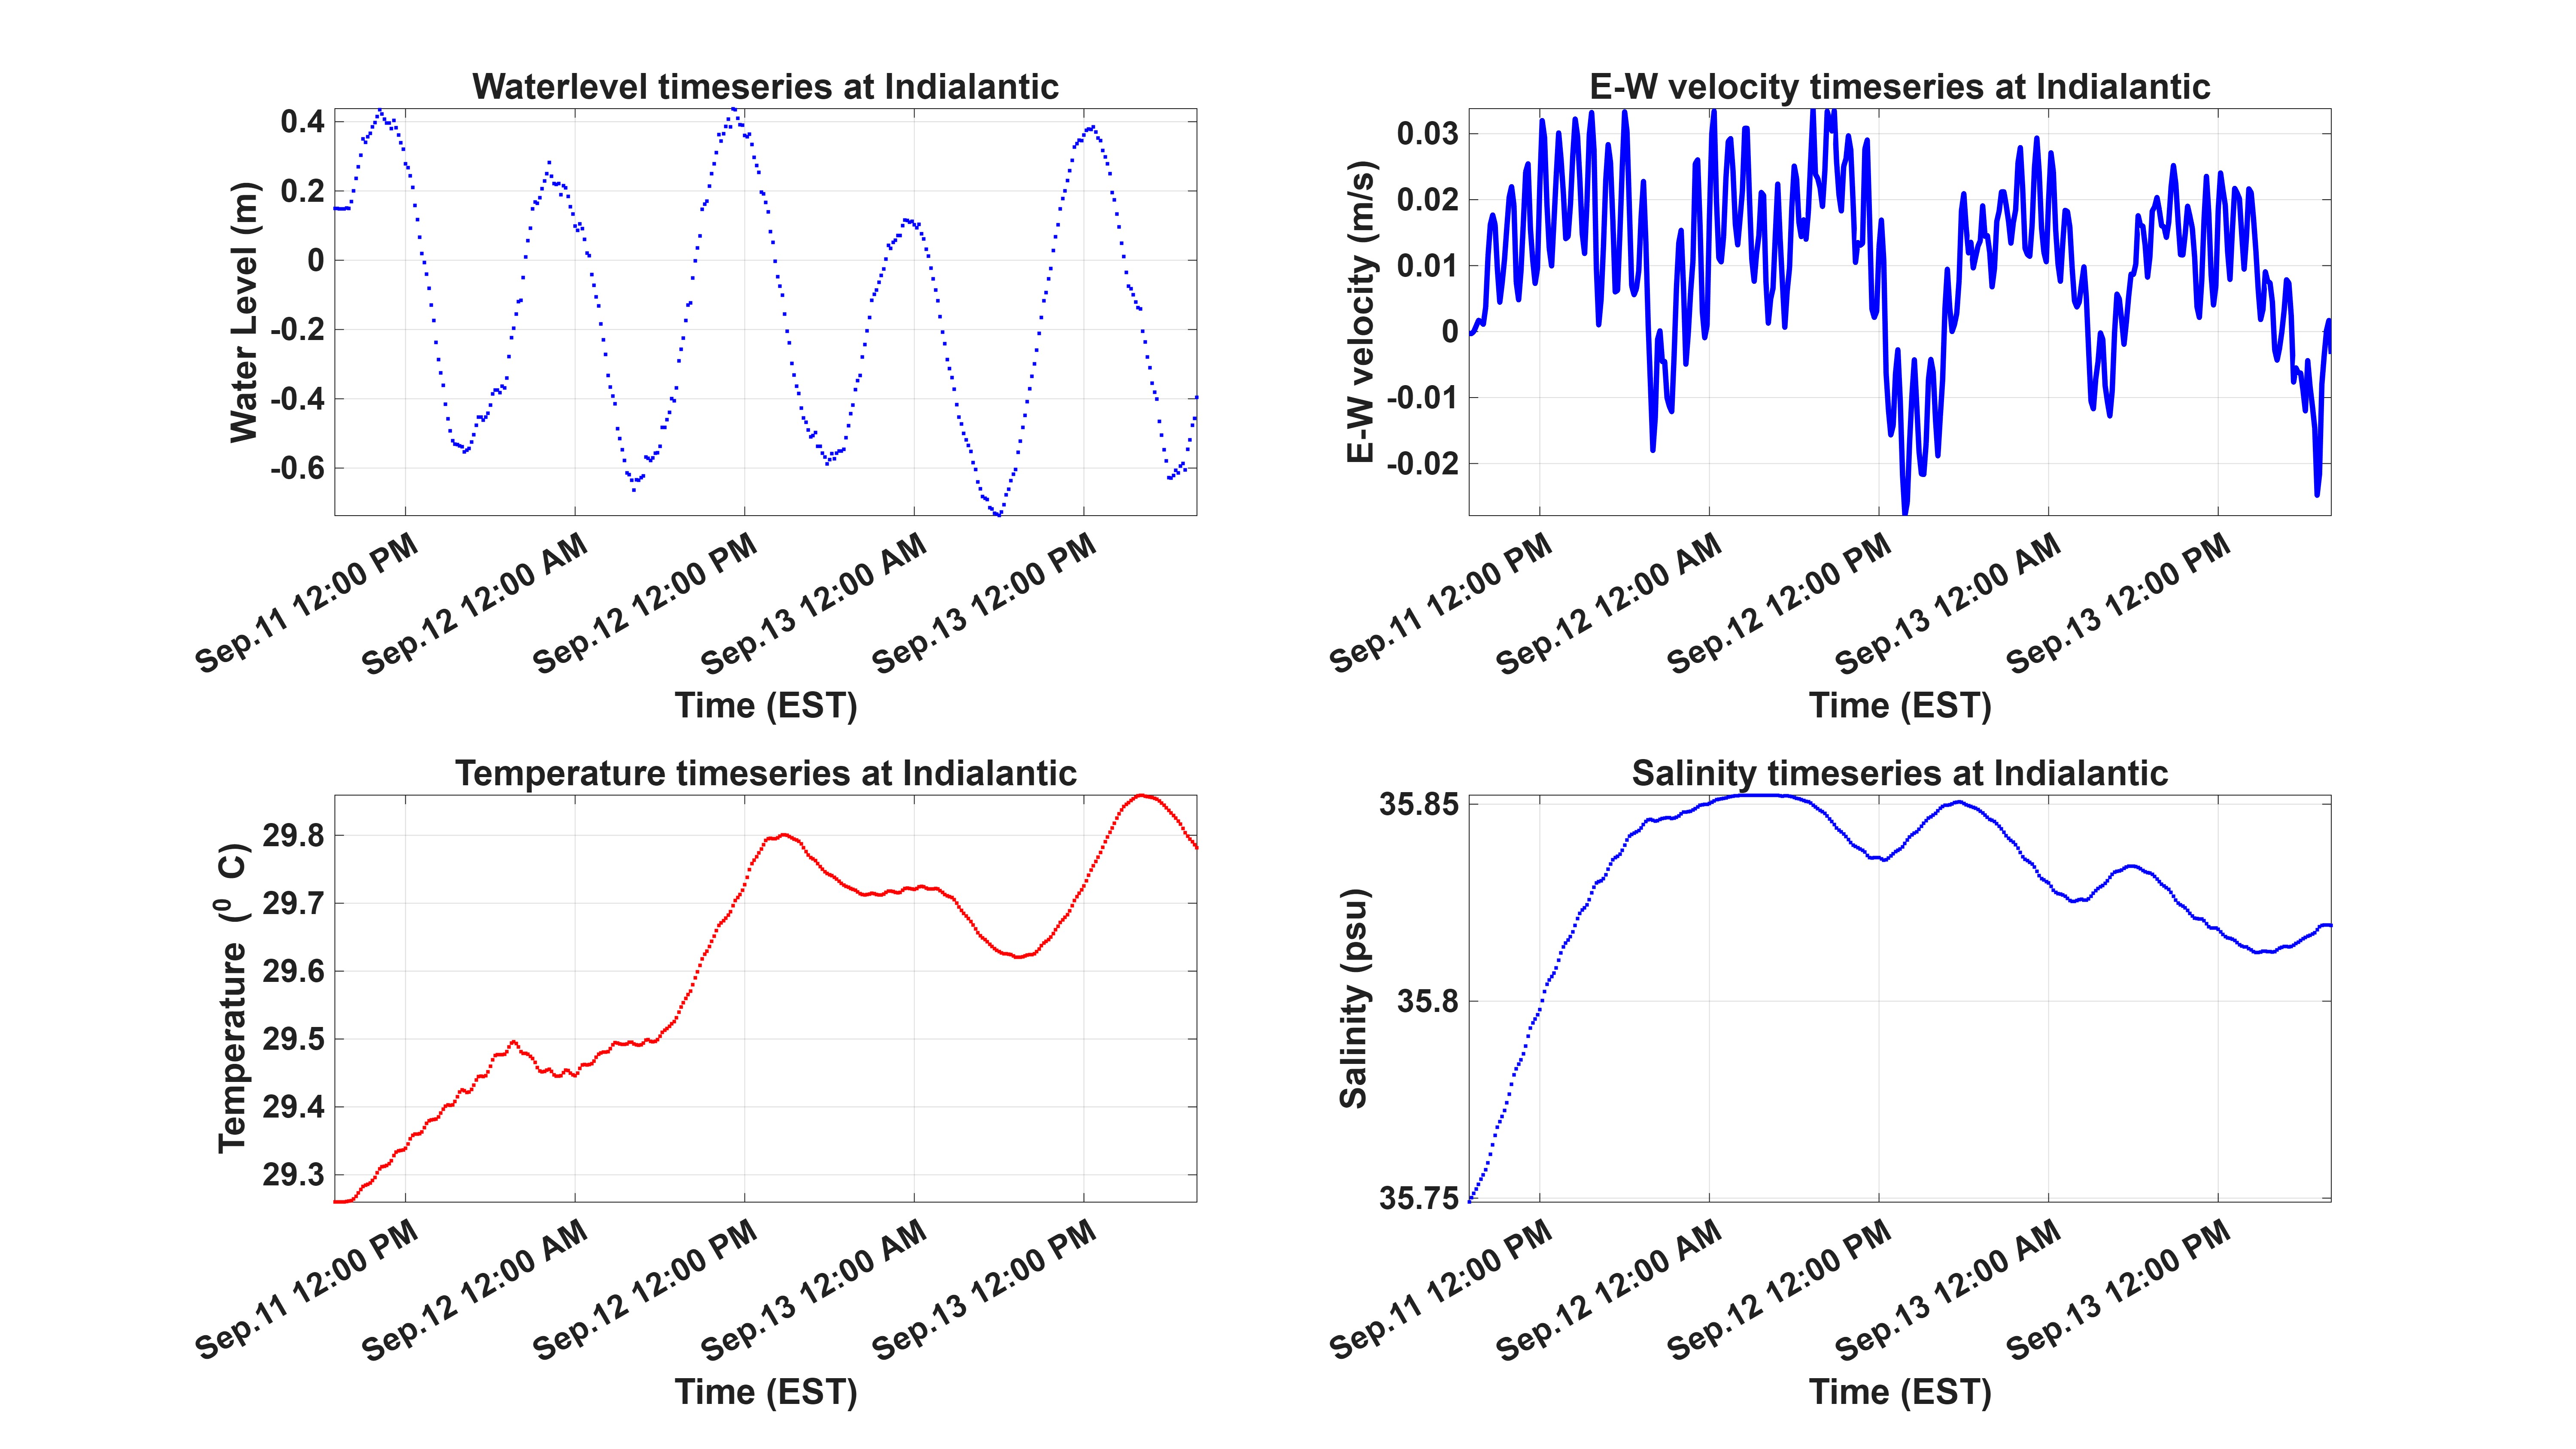 Waterlevel timeseries at Indialantic
0.4
0.2
0
-0.2
-0.4
-0.6
Water Level (m)
Sep.11 12:00 PM
Sep.12 12:00 AM
Sep.12 12:00 PM
Sep.13 12:00 AM
Sep.13 12:00 PM
Time (EST)
E-W velocity timeseries at Indialantic
0.03
0.02
0.01
0
-0.01
-0.02
E-W velocity (m/s)
Sep.11 12:00 PM
Sep.12 12:00 AM
Sep.12 12:00 PM
Sep.13 12:00 AM
Sep.13 12:00 PM
Time (EST)
Temperature timeseries at Indialantic
29.8
29.7
29.6
29.5
29.4
29.3
Temperature (⁰ C)
Sep.11 12:00 PM
Sep.12 12:00 AM
Sep.12 12:00 PM
Sep.13 12:00 AM
Sep.13 12:00 PM
Time (EST)
Salinity timeseries at Indialantic
35.85
35.8
35.75
Salinity (psu)
Sep.11 12:00 PM
Sep.12 12:00 AM
Sep.12 12:00 PM
Sep.13 12:00 AM
Sep.13 12:00 PM
Time (EST)